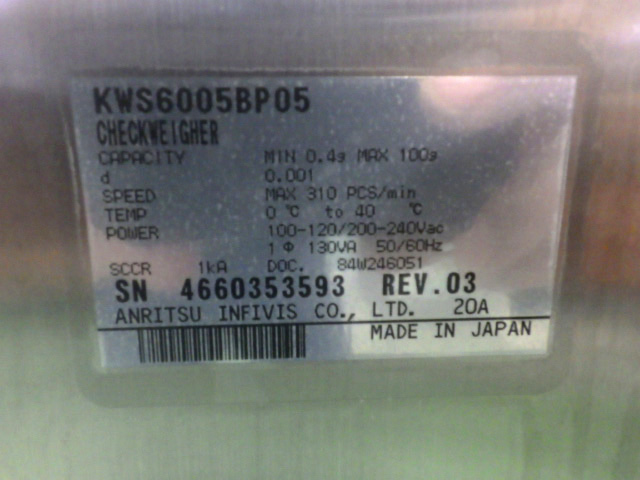 KWS6005BP05
CHECKWEIGHER
CAPACITY MIN 0.4g MAX 100g
d 0.001
SPEED MAX 310 PCS/min
TEMP 0 ℃ to 40 ℃
POWER 100-120/200-240Vac
1 Φ 130VA 50/60Hz
SCCR 1kA DOC. 84W246051
SN 4660353593 REV.03
ANRITSU INFIVIS CO., LTD. 20A
MADE IN JAPAN